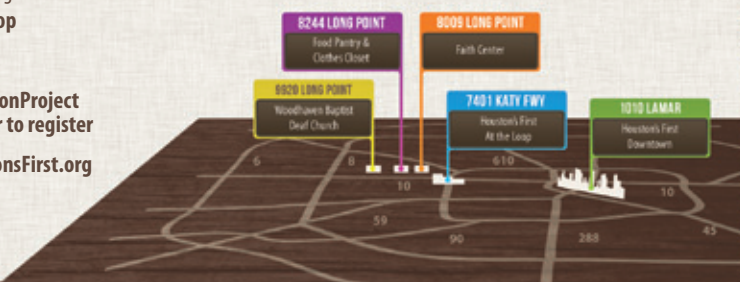 pp
onProject
r to register
onsFirst.org
8244 LONG POINT
Food Pantry &
Clothes Closet
8009 LONG POINT
Faith Center
9920 LONG POINT
Woodhaven Baptist
Deaf Church
7401 KATY FWY
Houston's First
At the Loop
1010 LAMAR
Houston's First
Downtown
6
8
610
10
10
59
90
288
45